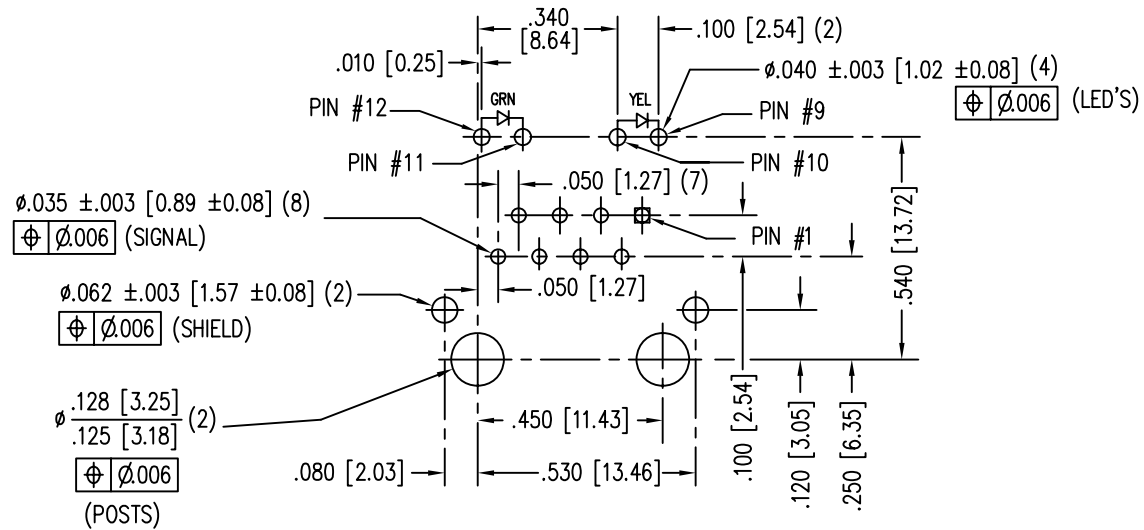 .340
[8.64]
.100 [2.54] (2)
.010 [0.25]
ø.040 ±.003 [1.02 ±0.08] (4)
⌖ Ø.006 (LED'S)
GRN
YEL
PIN #12
PIN #9
PIN #11
PIN #10
.050 [1.27] (7)
ø.035 ±.003 [0.89 ±0.08] (8)
⌖ Ø.006 (SIGNAL)
PIN #1
.540 [13.72]
.050 [1.27]
ø.062 ±.003 [1.57 ±0.08] (2)
⌖ Ø.006 (SHIELD)
ø .128 [3.25]
.125 [3.18] (2)
⌖ Ø.006
(POSTS)
.450 [11.43]
.080 [2.03]
.530 [13.46]
.100 [2.54]
.120 [3.05]
.250 [6.35]